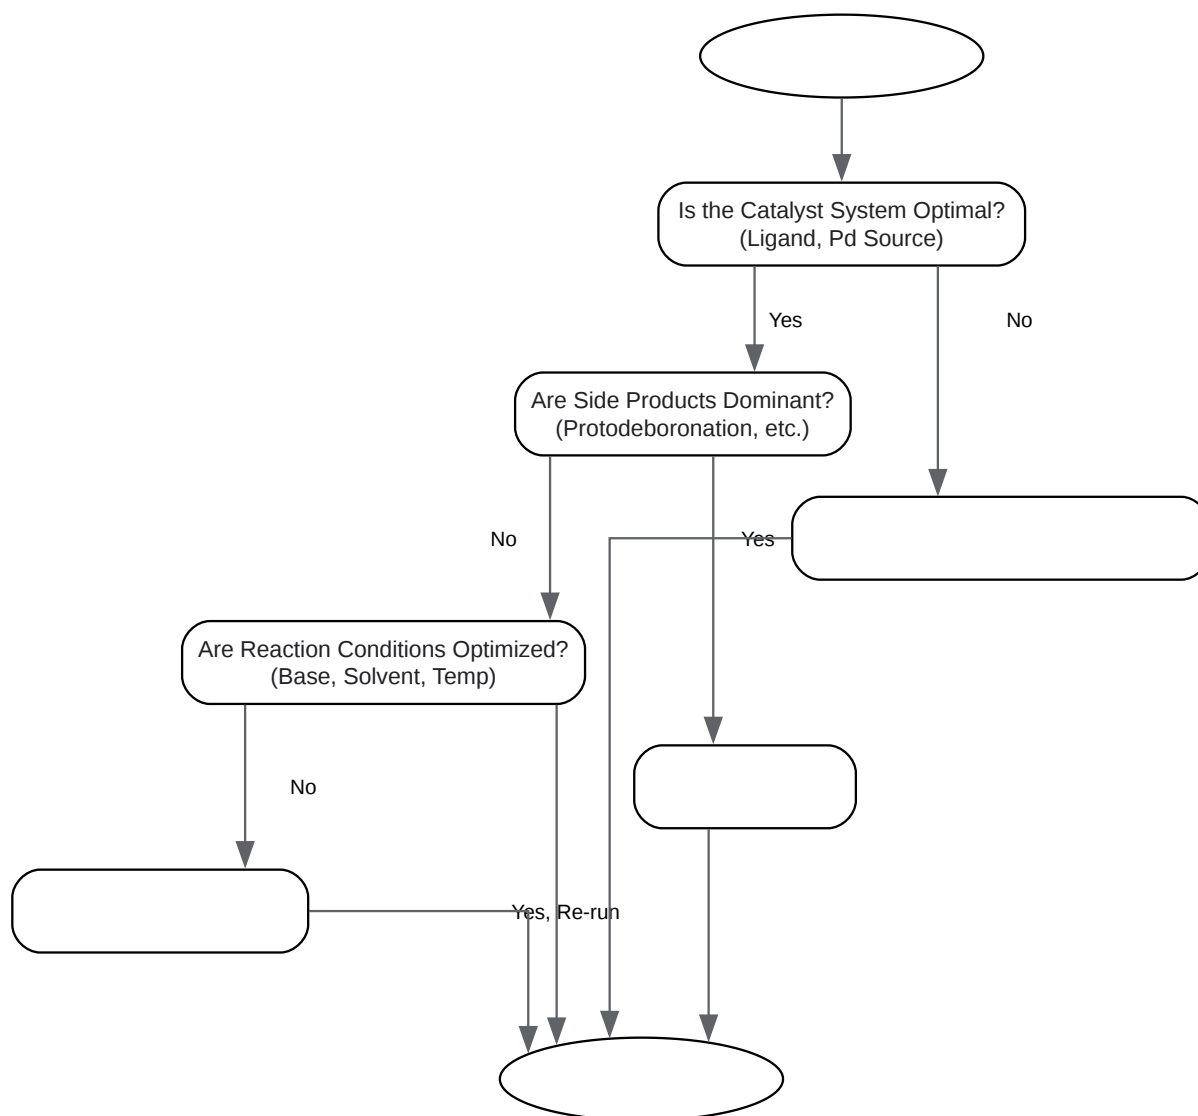 Is the Catalyst System Optimal?
(Ligand, Pd Source)
Yes
No
Are Side Products Dominant?
(Protodeboronation, etc.)
No
Yes
Are Reaction Conditions Optimized?
(Base, Solvent, Temp)
No
Yes, Re-run